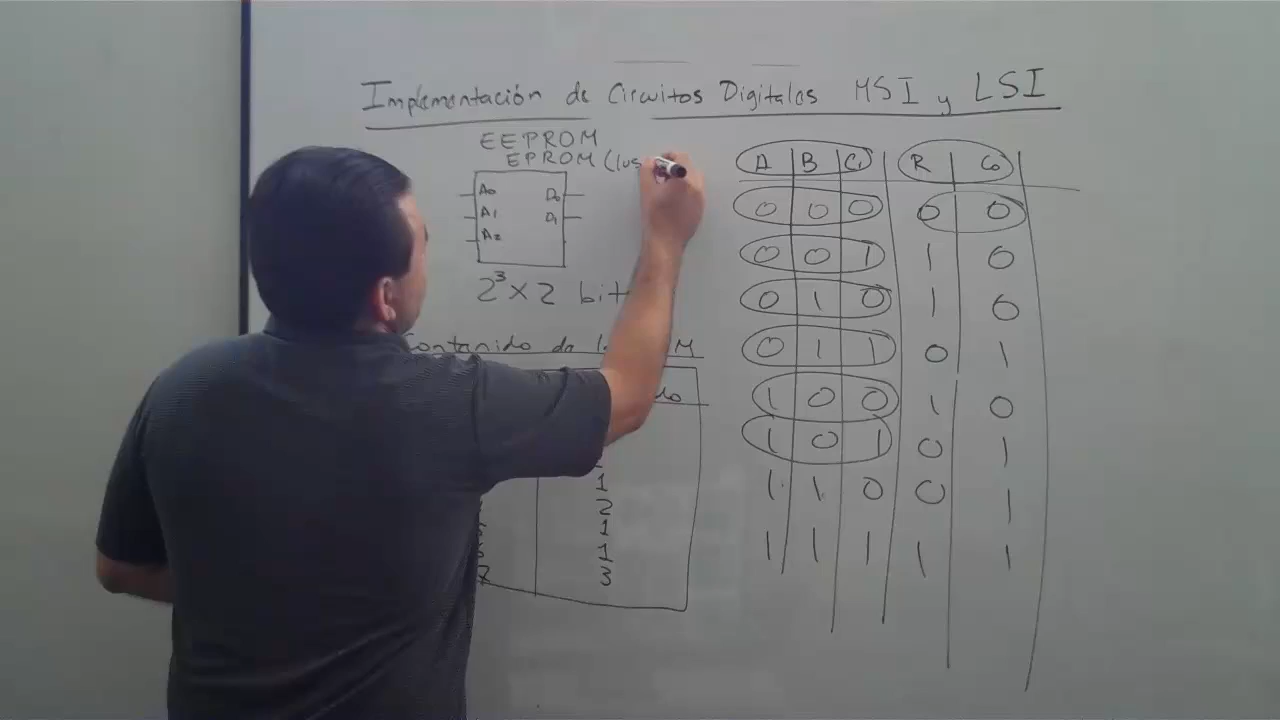 Implementación de Circuitos Digitales MSI y LSI
EEPROM
EPROM (lus
A0 D0
A1 D1
A2
2³ x 2
Contenido de
1
2
1
1
7 3
A B Ci R Co
0 0 0 0 0
0 0 1 1 0
0 1 0 1 0
0 1 1 0 1
1 0 0 1 0
1 0 1 0 1
1 1 0 0 1
1 1 1 1 1